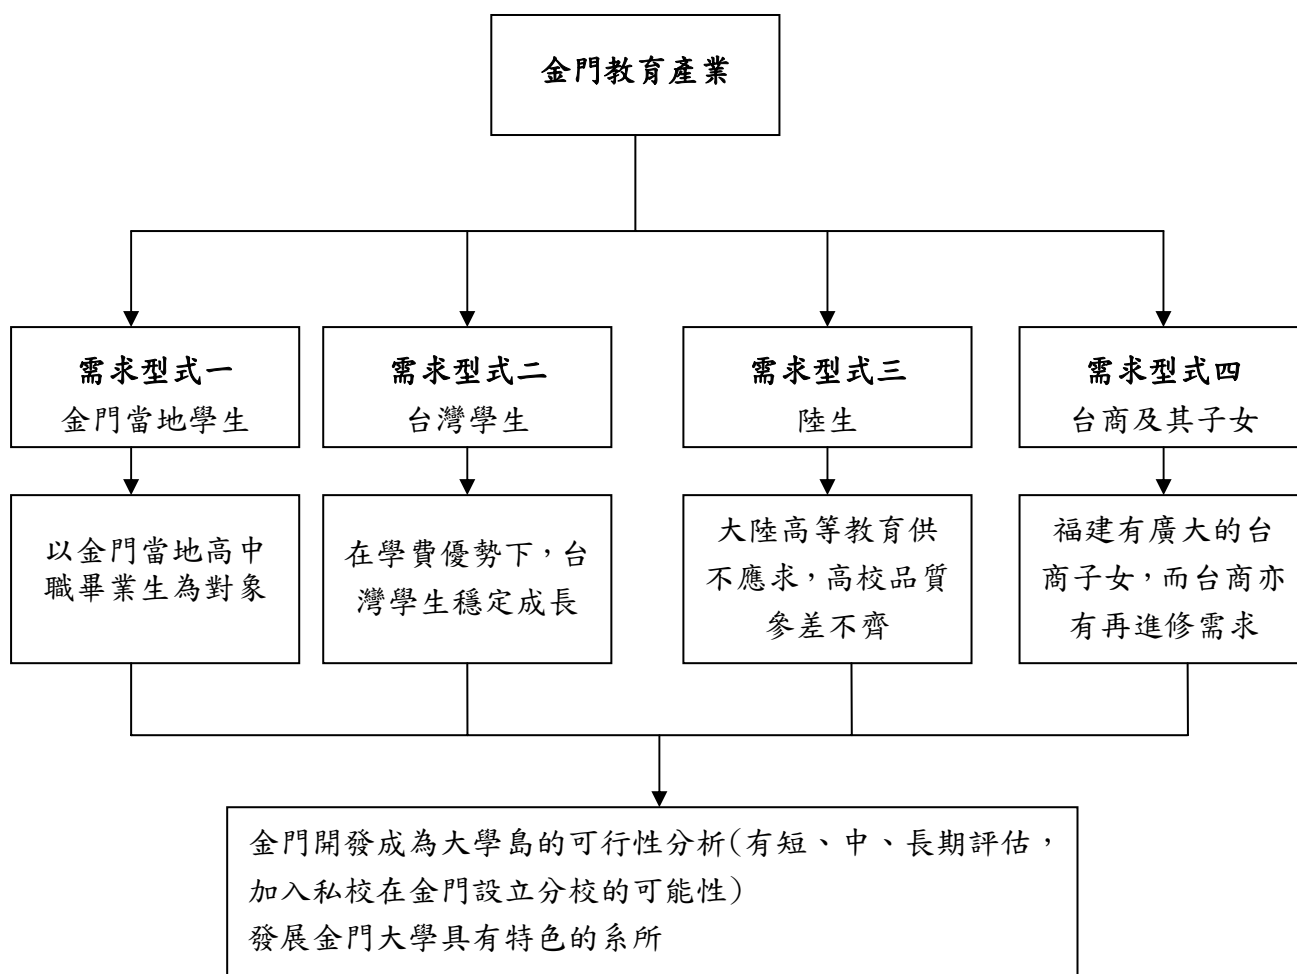 金門教育產業
需求型式一
金門當地學生
需求型式二
台灣學生
需求型式三
陸生
需求型式四
台商及其子女
以金門當地高中
職畢業生為對象
在學費優勢下，台
灣學生穩定成長
大陸高等教育供
不應求，高校品質
參差不齊
福建有廣大的台
商子女，而台商亦
有再進修需求
金門開發成為大學島的可行性分析(有短、中、長期評估，
加入私校在金門設立分校的可能性)
發展金門大學具有特色的系所